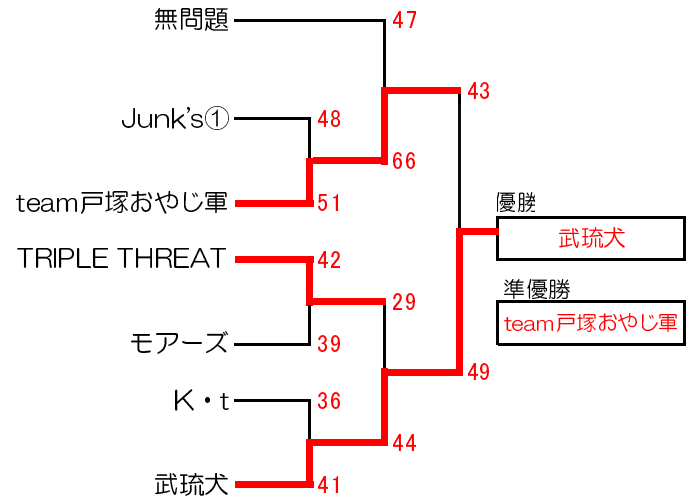 無問題
47
43
Junk's①
48
66
team戸塚おやじ軍
51
優勝
武琉犬
TRIPLE THREAT
42
準優勝
29
team戸塚おやじ軍
モアーズ
39
49
K・t
36
44
武琉犬
41